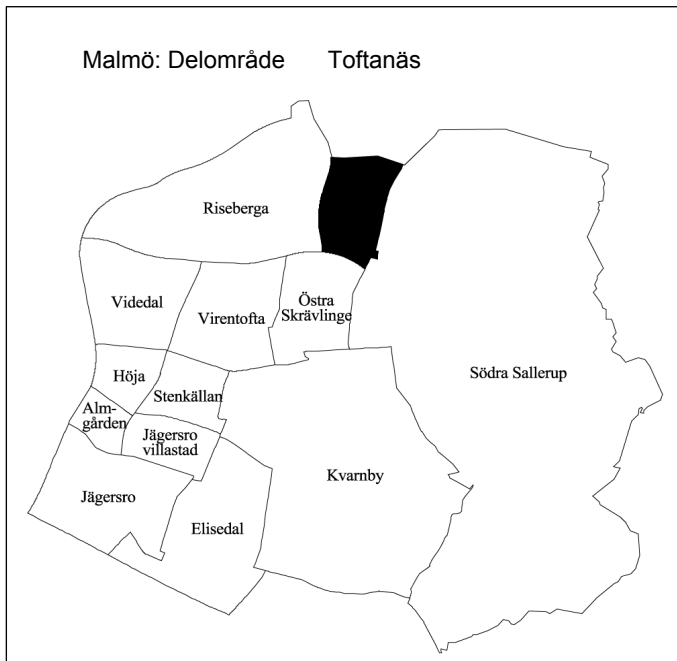 Malmö: Delområde Toftanäs
Riseberga
Videdal
Virentofta
Östra
Skrävlinge
Södra Sallerup
Höja
Stenkällan
Alm-
gården
Jägersro
villastad
Kvarnby
Jägersro
Elisedal